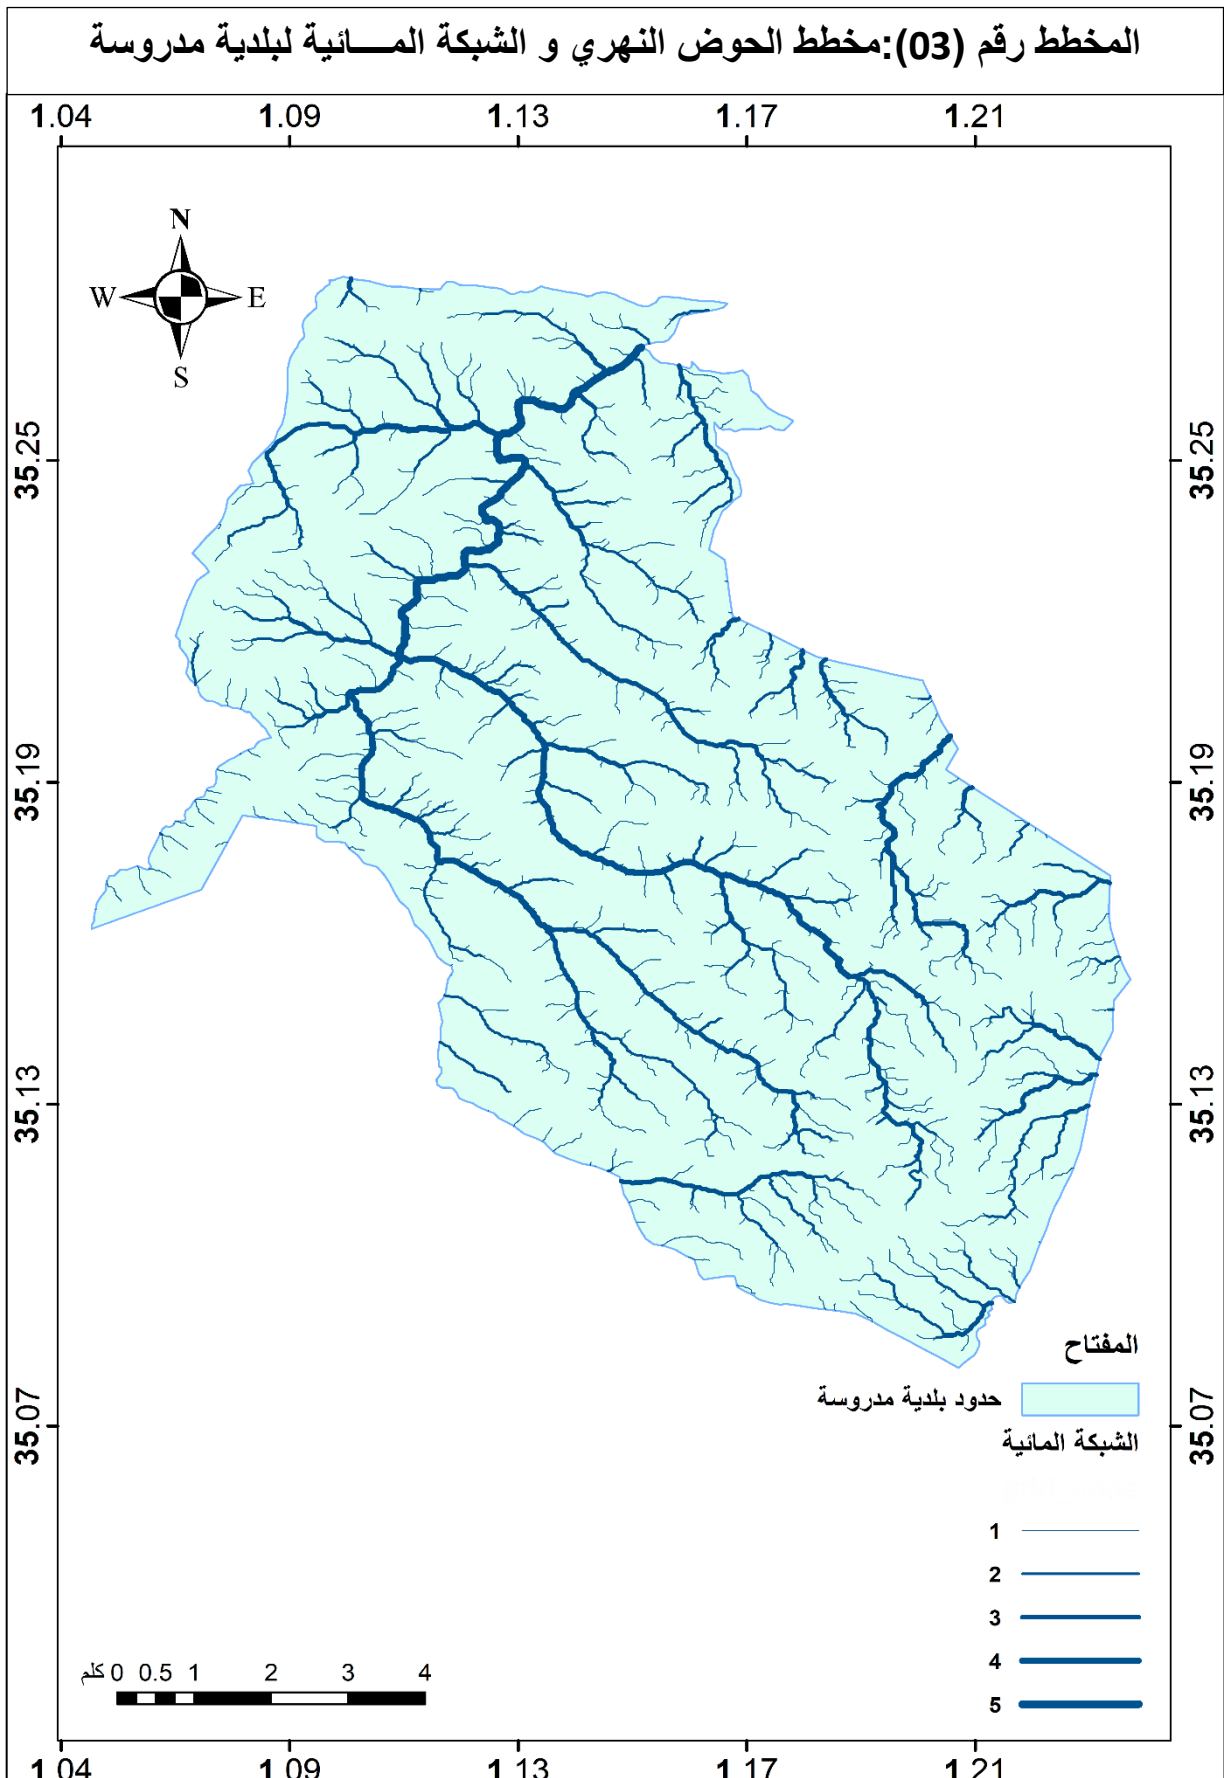 المخطط رقم (03):مخطط الحوض النهري و الشبكة المـــــائية لبلدية مدروسة
1.04 1.09 1.13 1.17 1.21
N
W E
S
35.25 35.25
35.19 35.19
35.13 35.13
35.07 35.07
المفتاح
حدود بلدية مدروسة
الشبكة المائية
1
2
3
4
5
كلم 0 0.5 1 2 3 4
1.04 1.09 1.13 1.17 1.21